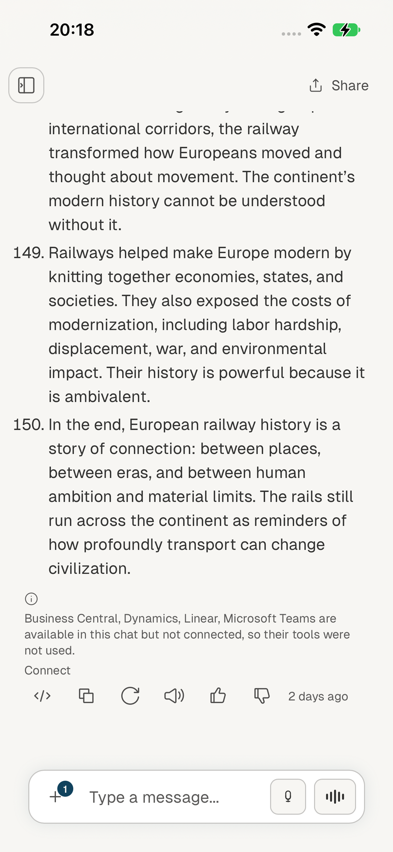 20:18
Share
international corridors, the railway
transformed how Europeans moved and
thought about movement. The continent's
modern history cannot be understood
without it.
149. Railways helped make Europe modern by
knitting together economies, states, and
societies. They also exposed the costs of
modernization, including labor hardship,
displacement, war, and environmental
impact. Their history is powerful because it
is ambivalent.
150. In the end, European railway history is a
story of connection: between places,
between eras, and between human
ambition and material limits. The rails still
run across the continent as reminders of
how profoundly transport can change
civilization.
Business Central, Dynamics, Linear, Microsoft Teams are
available in this chat but not connected, so their tools were
not used.
Connect
2 days ago
1
Type a message...